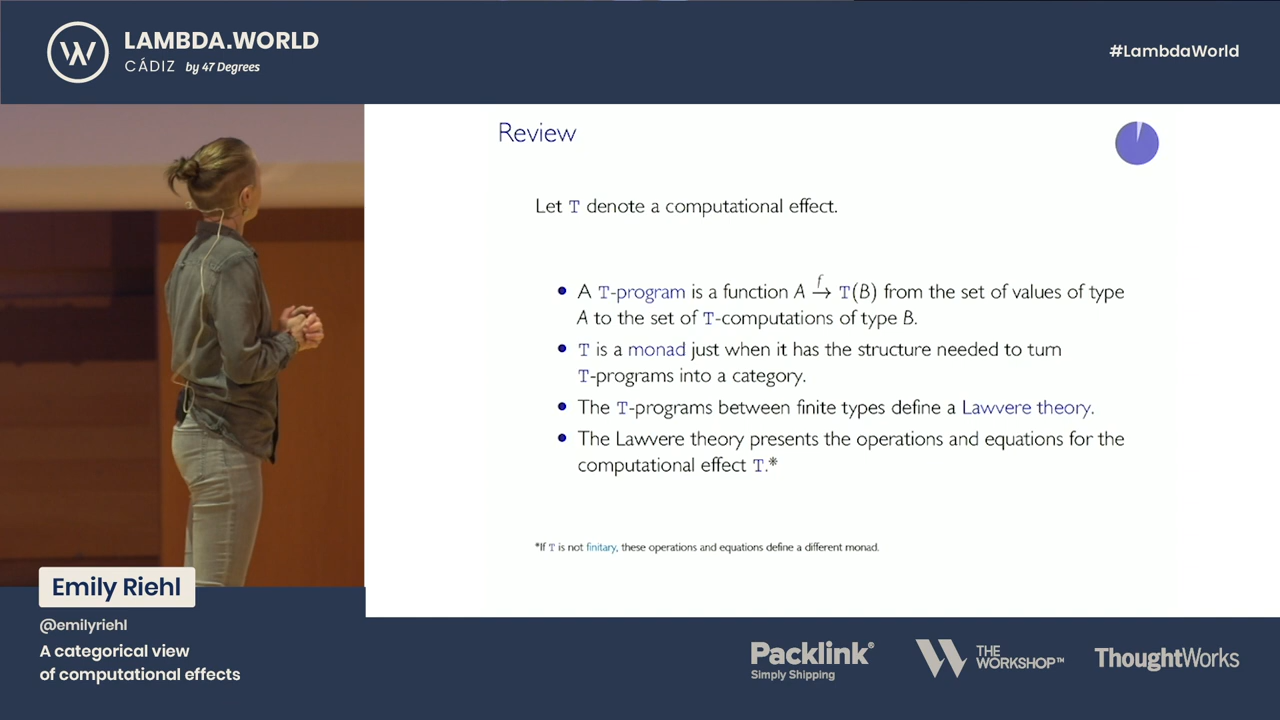 LAMBDA.WORLD
CÁDIZ by 47 Degrees
#LambdaWorld
Review
Let T denote a computational effect.
• A T-program is a function A →f T(B) from the set of values of type
A to the set of T-computations of type B.
• T is a monad just when it has the structure needed to turn
T-programs into a category.
• The T-programs between finite types define a Lawvere theory.
• The Lawvere theory presents the operations and equations for the
computational effect T.*
*If T is not finitary, these operations and equations define a different monad.
Emily Riehl
@emilyriehl
A categorical view
of computational effects
Packlink®
Simply Shipping
THE
WORKSHOP™
ThoughtWorks